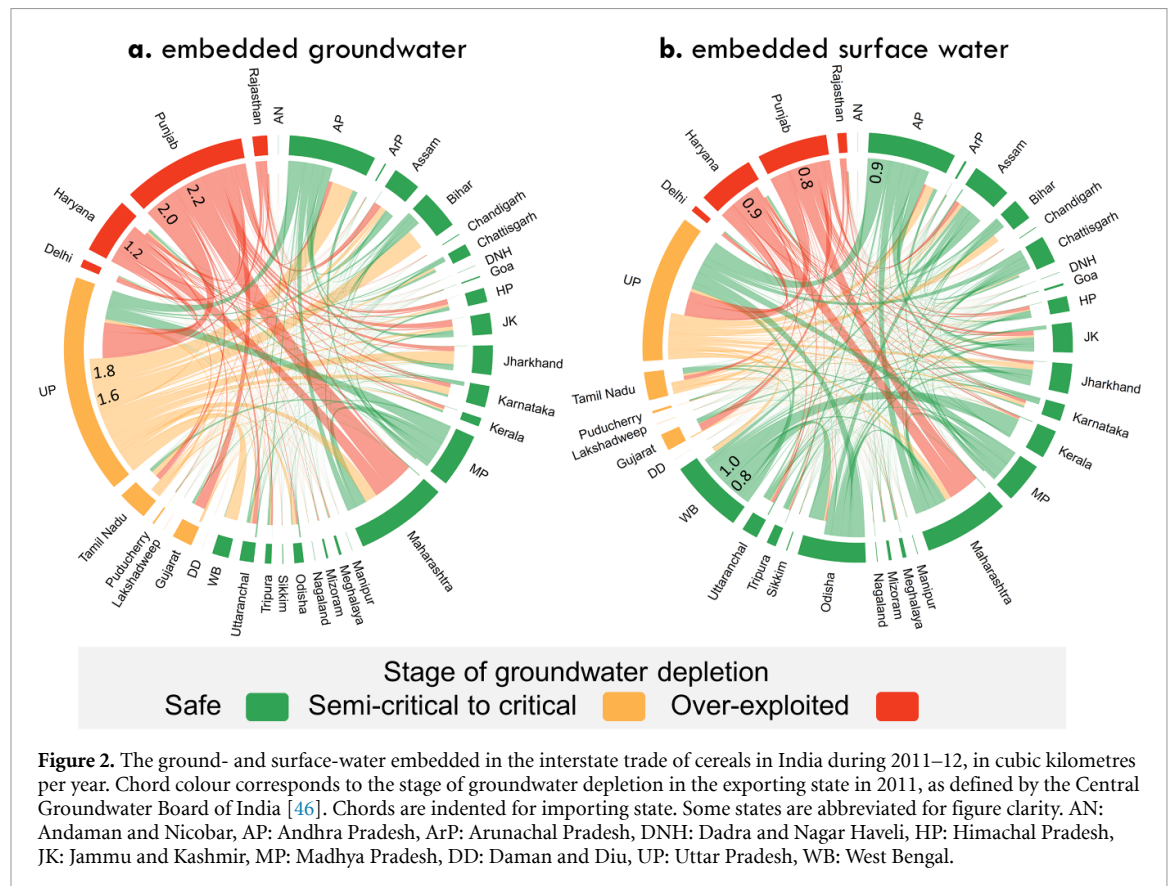 a. embedded groundwater
Rajasthan
AN
AP
ArP
Assam
Bihar
Chandigarh
Chattisgarh
DNH
Goa
HP
JK
Jharkhand
Karnataka
Kerala
MP
Maharashtra
Manipur
Meghalaya
Mizoram
Nagaland
Odisha
Sikkim
Tripura
Uttaranchal
WB
DD
Gujarat
Lakshadweep
Puducherry
Tamil Nadu
UP
Delhi
Haryana
Punjab
2.2
2.0
1.2
1.8
1.6
b. embedded surface water
Rajasthan
AN
AP
ArP
Assam
Bihar
Chandigarh
Chattisgarh
DNH
Goa
HP
JK
Jharkhand
Karnataka
Kerala
MP
Maharashtra
Manipur
Meghalaya
Mizoram
Nagaland
Odisha
Sikkim
Tripura
Uttaranchal
WB
DD
Gujarat
Lakshadweep
Puducherry
Tamil Nadu
UP
Delhi
Haryana
Punjab
0.9
0.8
0.9
1.0
0.8
Stage of groundwater depletion
Safe Semi-critical to critical Over-exploited
Figure 2. The ground- and surface-water embedded in the interstate trade of cereals in India during 2011–12, in cubic kilometres
per year. Chord colour corresponds to the stage of groundwater depletion in the exporting state in 2011, as defined by the Central
Groundwater Board of India [46]. Chords are indented for importing state. Some states are abbreviated for figure clarity. AN:
Andaman and Nicobar, AP: Andhra Pradesh, ArP: Arunachal Pradesh, DNH: Dadra and Nagar Haveli, HP: Himachal Pradesh,
JK: Jammu and Kashmir, MP: Madhya Pradesh, DD: Daman and Diu, UP: Uttar Pradesh, WB: West Bengal.